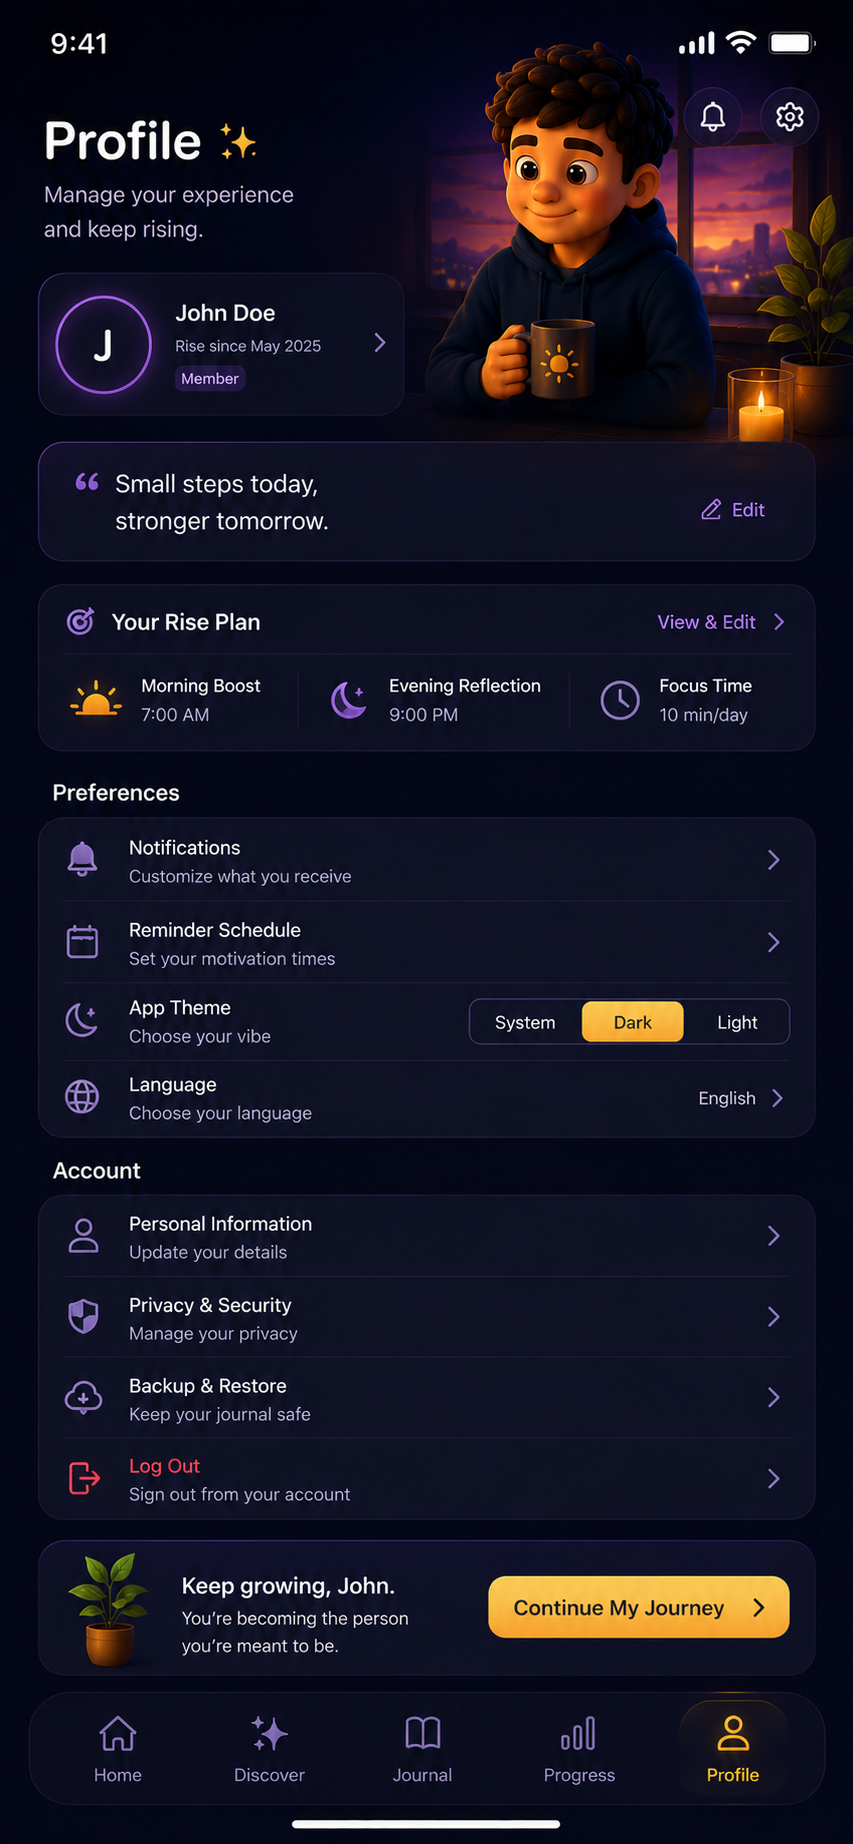 9:41
Profile
Manage your experience
and keep rising.
J
John Doe
Rise since May 2025
Member
“ Small steps today,
stronger tomorrow.
Edit
Your Rise Plan
View & Edit
Morning Boost
7:00 AM
Evening Reflection
9:00 PM
Focus Time
10 min/day
Preferences
Notifications
Customize what you receive
Reminder Schedule
Set your motivation times
App Theme
Choose your vibe
System Dark Light
Language
Choose your language
English
Account
Personal Information
Update your details
Privacy & Security
Manage your privacy
Backup & Restore
Keep your journal safe
Log Out
Sign out from your account
Keep growing, John.
You’re becoming the person
you’re meant to be.
Continue My Journey
Home Discover Journal Progress Profile